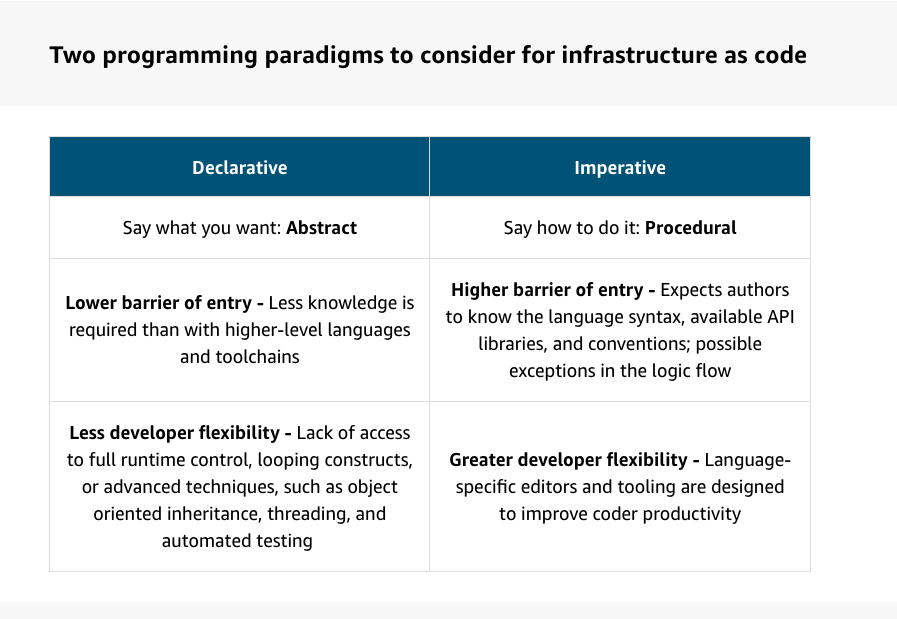 Two programming paradigms to consider for infrastructure as code
Declarative
Imperative
Say what you want: Abstract
Say how to do it: Procedural
Lower barrier of entry - Less knowledge is
required than with higher-level languages
and toolchains
Higher barrier of entry - Expects authors
to know the language syntax, available API
libraries, and conventions; possible
exceptions in the logic flow
Less developer flexibility - Lack of access
to full runtime control, looping constructs,
or advanced techniques, such as object
oriented inheritance, threading, and
automated testing
Greater developer flexibility - Language-
specific editors and tooling are designed
to improve coder productivity